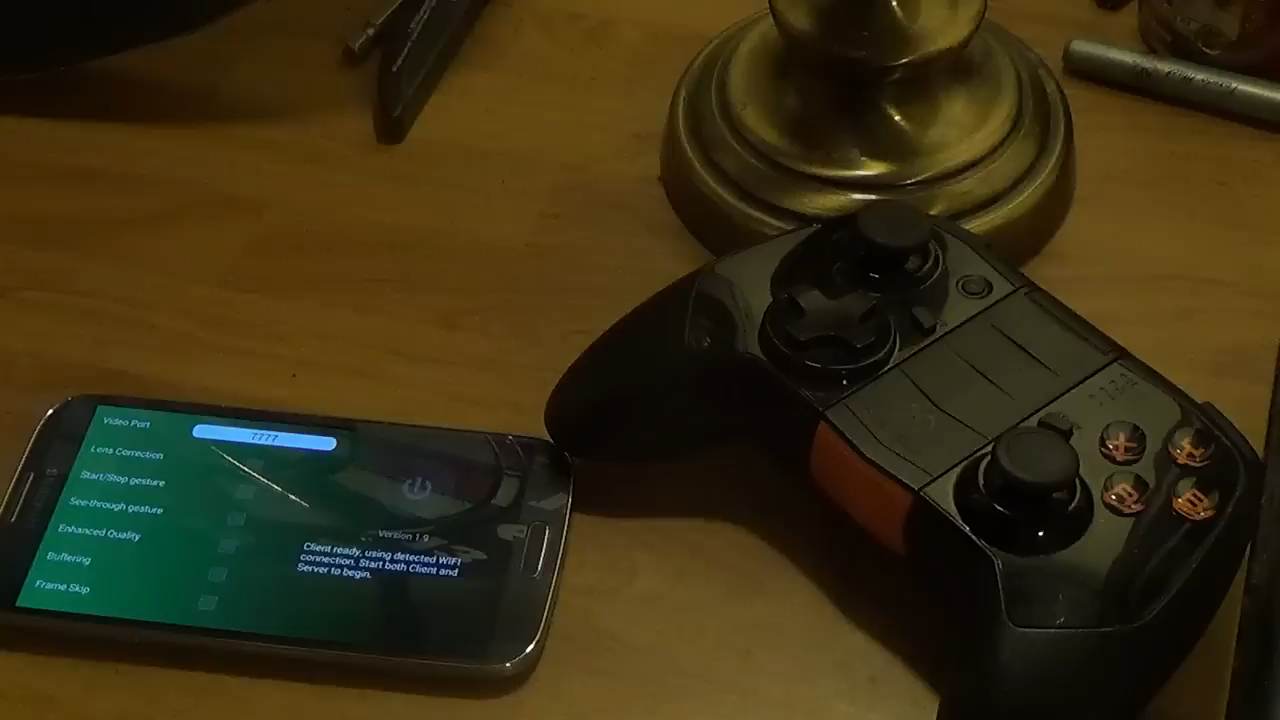 Video Port
7777
Lens Correction
Start/Stop gesture
See-through gesture
Enhanced Quality
Buffering
Frame Skip
Version 1.9
Client ready, using detected WIFI
connection. Start both Client and
Server to begin.
X
Y
A
B